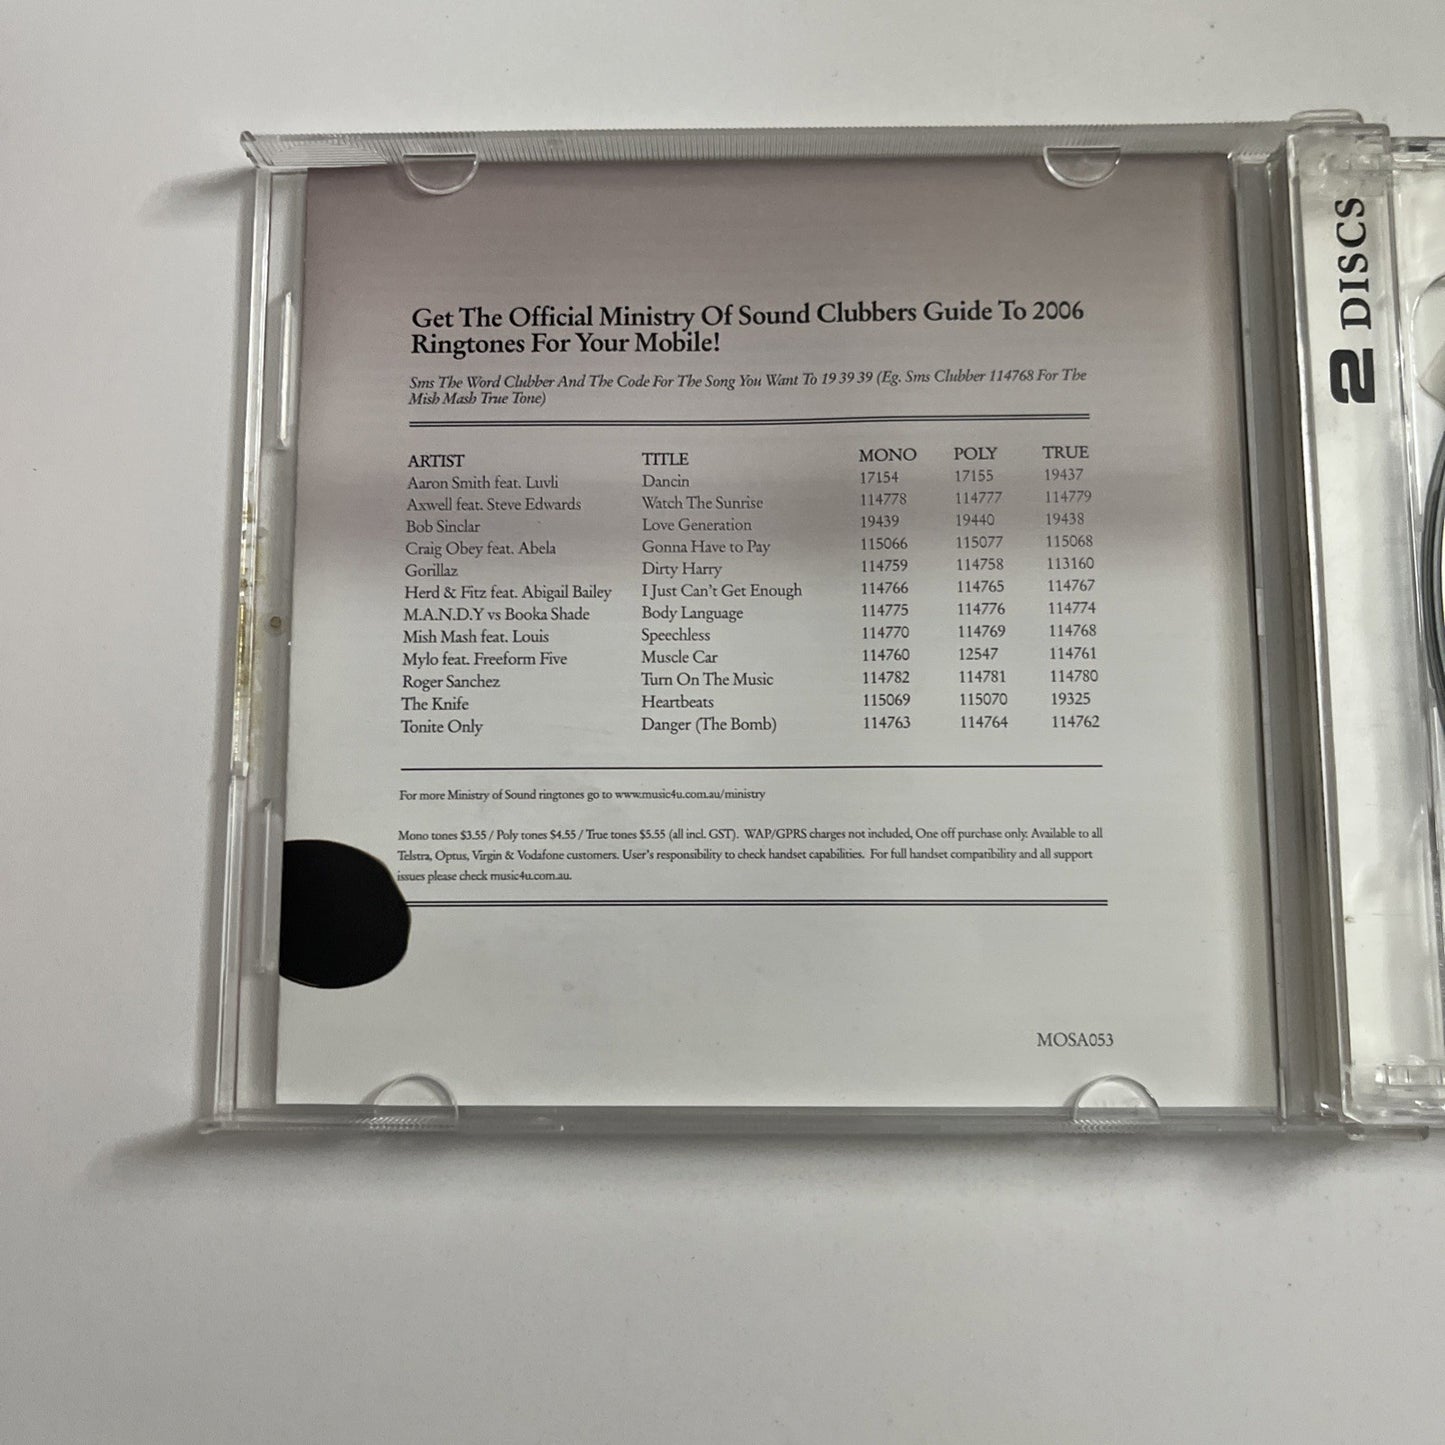 Get The Official Ministry Of Sound Clubbers Guide To 2006
Ringtones For Your Mobile!
Sms The Word Clubber And The Code For The Song You Want To 19 39 39 (Eg. Sms Clubber 114768 For The
Mish Mash True Tone)
ARTIST TITLE MONO POLY TRUE
Aaron Smith feat. Luvli Dancin 17154 17155 19437
Axwell feat. Steve Edwards Watch The Sunrise 114778 114777 114779
Bob Sinclar Love Generation 19439 19440 19438
Craig Obey feat. Abela Gonna Have to Pay 115066 115077 115068
Gorillaz Dirty Harry 114759 114758 113160
Herd & Fitz feat. Abigail Bailey I Just Can't Get Enough 114766 114765 114767
M.A.N.D.Y vs Booka Shade Body Language 114775 114776 114774
Mish Mash feat. Louis Speechless 114770 114769 114768
Mylo feat. Freeform Five Muscle Car 114760 12547 114761
Roger Sanchez Turn On The Music 114782 114781 114780
The Knife Heartbeats 115069 115070 19325
Tonite Only Danger (The Bomb) 114763 114764 114762
For more Ministry of Sound ringtones go to www.music4u.com.au/ministry
Mono tones $3.55 / Poly tones $4.55 / True tones $5.55 (all incl. GST). WAP/GPRS charges not included, One off purchase only. Available to all
Telstra, Optus, Virgin & Vodafone customers. User's responsibility to check handset capabilities. For full handset compatibility and all support
issues please check music4u.com.au.
MOSA053
2 DISCS